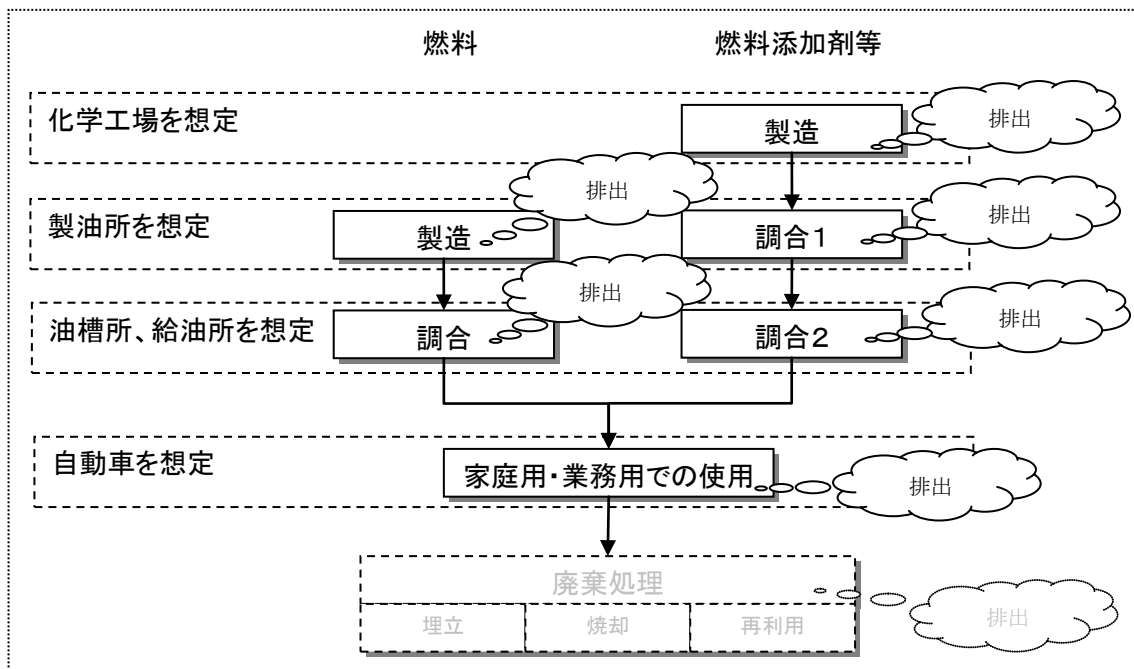 燃料
燃料添加剤等
化学工場を想定
製造
排出
排出
製油所を想定
製造
調合1
排出
排出
油槽所、給油所を想定
調合
調合2
排出
自動車を想定
家庭用・業務用での使用
排出
廃棄処理
埋立
焼却
再利用
排出